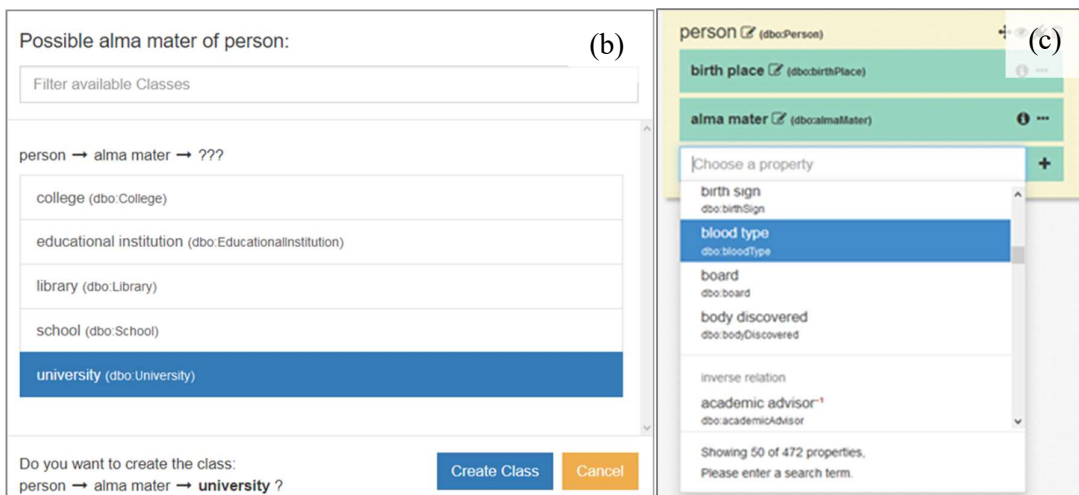 Possible alma mater of person:
(b)
Filter available Classes
person → alma mater → ???
college (dbo:College)
educational institution (dbo:EducationalInstitution)
library (dbo:Library)
school (dbo:School)
university (dbo:University)
Do you want to create the class:
person → alma mater → university ?
Create Class
Cancel
person (dbo:Person)
(c)
birth place (dbo:birthPlace)
alma mater (dbo:almaMater)
Choose a property
birth sign
dbo:birthSign
blood type
dbo:bloodType
board
dbo:board
body discovered
dbo:bodyDiscovered
inverse relation
academic advisor⁻¹
dbo:academicAdvisor
Showing 50 of 472 properties,
Please enter a search term.